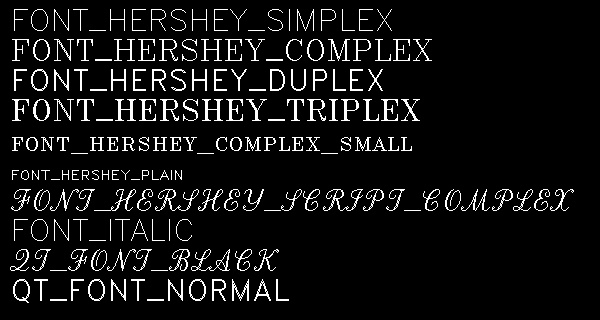 FONT_HERSHEY_SIMPLEX
FONT_HERSHEY_COMPLEX
FONT_HERSHEY_DUPLEX
FONT_HERSHEY_TRIPLEX
FONT_HERSHEY_COMPLEX_SMALL
FONT_HERSHEY_PLAIN
FONT_HERSHEY_SCRIPT_COMPLEX
FONT_ITALIC
QT_FONT_BLACK
QT_FONT_NORMAL